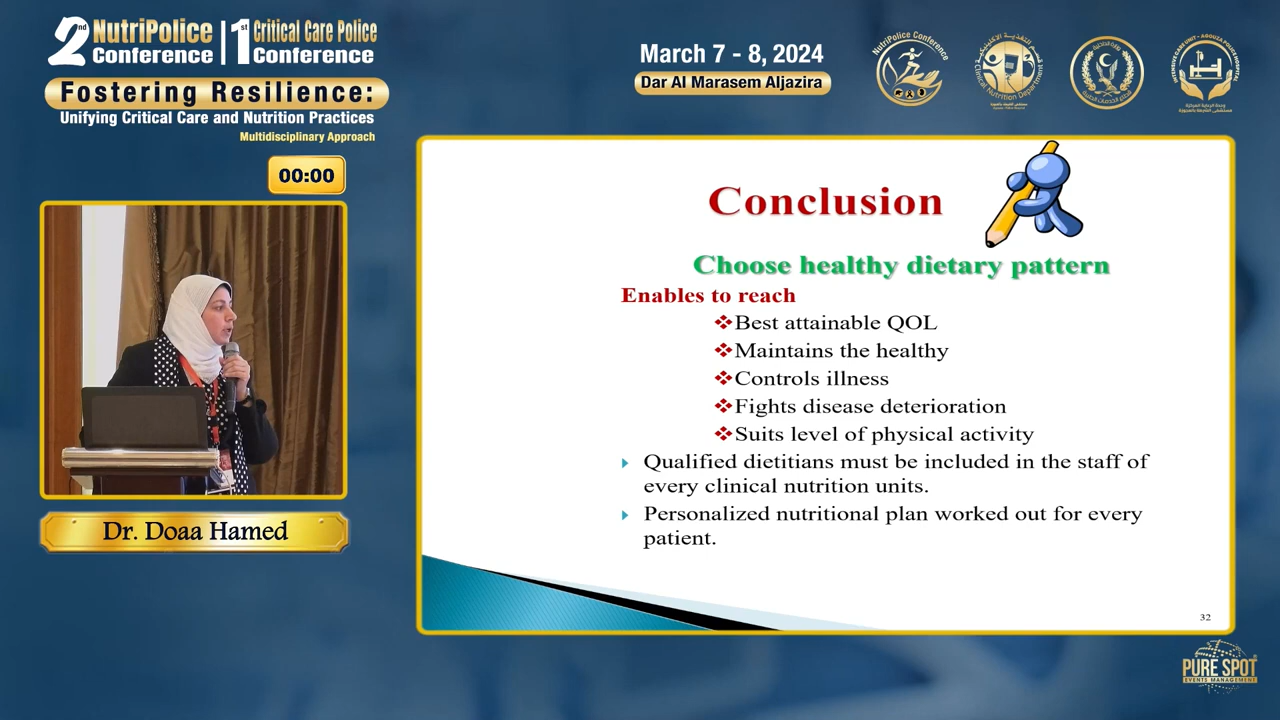 2nd NutriPolice Conference | 1st Critical Care Police Conference
Fostering Resilience:
Unifying Critical Care and Nutrition Practices
Multidisciplinary Approach
March 7 - 8, 2024
Dar Al Marasem Aljazira
NutriPolice Conference
00:00
Dr. Doaa Hamed
Conclusion
Choose healthy dietary pattern
Enables to reach
❖Best attainable QOL
❖Maintains the healthy
❖Controls illness
❖Fights disease deterioration
❖Suits level of physical activity
Qualified dietitians must be included in the staff of
every clinical nutrition units.
Personalized nutritional plan worked out for every
patient.
32
PURE SPOT
EVENTS MANAGEMENT